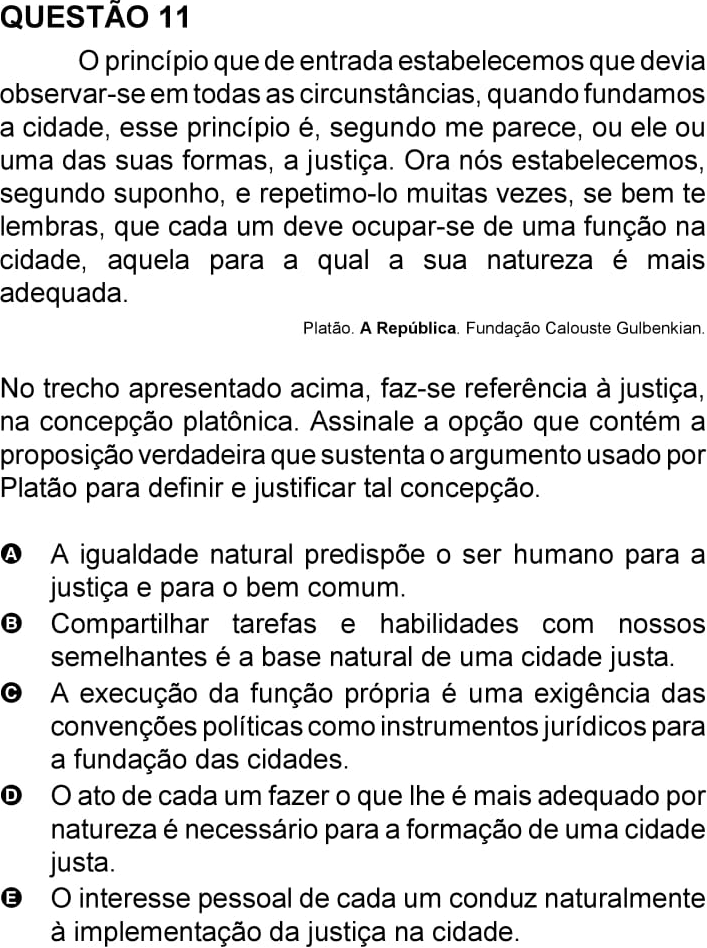 QUESTÃO 11
O princípio que de entrada estabelecemos que devia
observar-se em todas as circunstâncias, quando fundamos
a cidade, esse princípio é, segundo me parece, ou ele ou
uma das suas formas, a justiça. Ora nós estabelecemos,
segundo suponho, e repetimo-lo muitas vezes, se bem te
lembras, que cada um deve ocupar-se de uma função na
cidade, aquela para a qual a sua natureza é mais
adequada.
Platão. A República. Fundação Calouste Gulbenkian.
No trecho apresentado acima, faz-se referência à justiça,
na concepção platônica. Assinale a opção que contém a
proposição verdadeira que sustenta o argumento usado por
Platão para definir e justificar tal concepção.
A A igualdade natural predispõe o ser humano para a
justiça e para o bem comum.
B Compartilhar tarefas e habilidades com nossos
semelhantes é a base natural de uma cidade justa.
C A execução da função própria é uma exigência das
convenções políticas como instrumentos jurídicos para
a fundação das cidades.
D O ato de cada um fazer o que lhe é mais adequado por
natureza é necessário para a formação de uma cidade
justa.
E O interesse pessoal de cada um conduz naturalmente
à implementação da justiça na cidade.